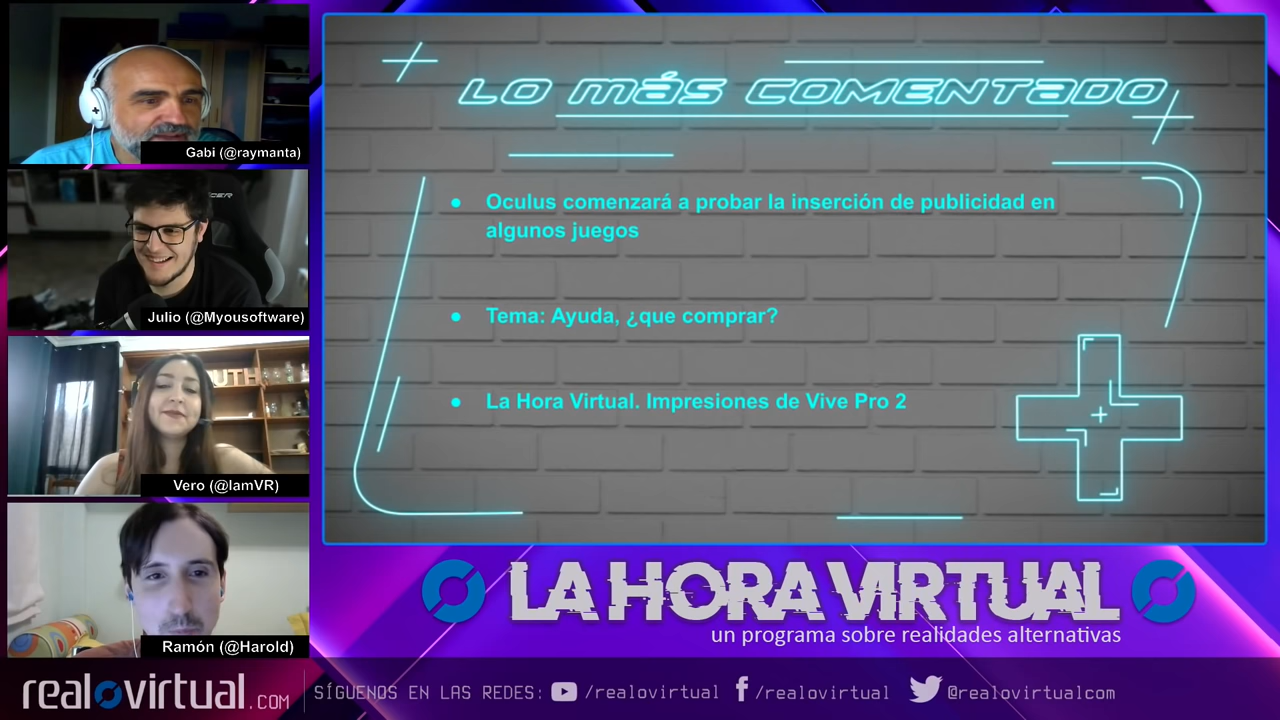 Gabi (@raymanta)
Julio (@Myousoftware)
UTH
Vero (@IamVR)
Ramón (@Harold)
LO MÁS COMENTADO
• Oculus comenzará a probar la inserción de publicidad en
algunos juegos
• Tema: Ayuda, ¿que comprar?
• La Hora Virtual. Impresiones de Vive Pro 2
LA HORA VIRTUAL
un programa sobre realidades alternativas
realovirtual.COM
SÍGUENOS EN LAS REDES: /realovirtual /realovirtual @realovirtualcom